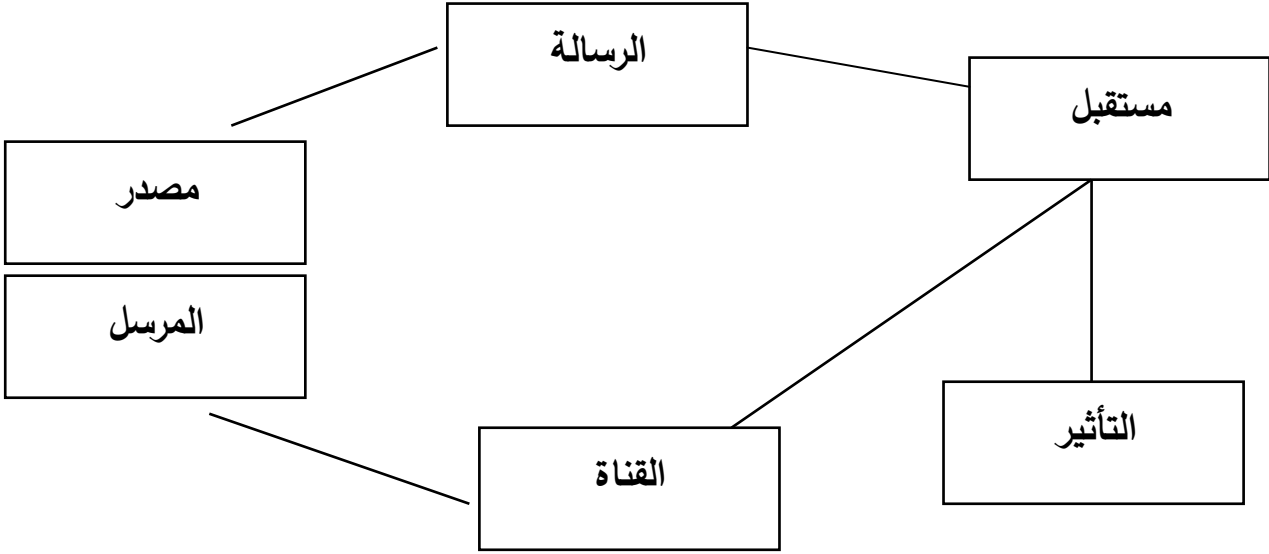 الرسالة
مستقبل
مصدر
المرسل
التأثير
القناة